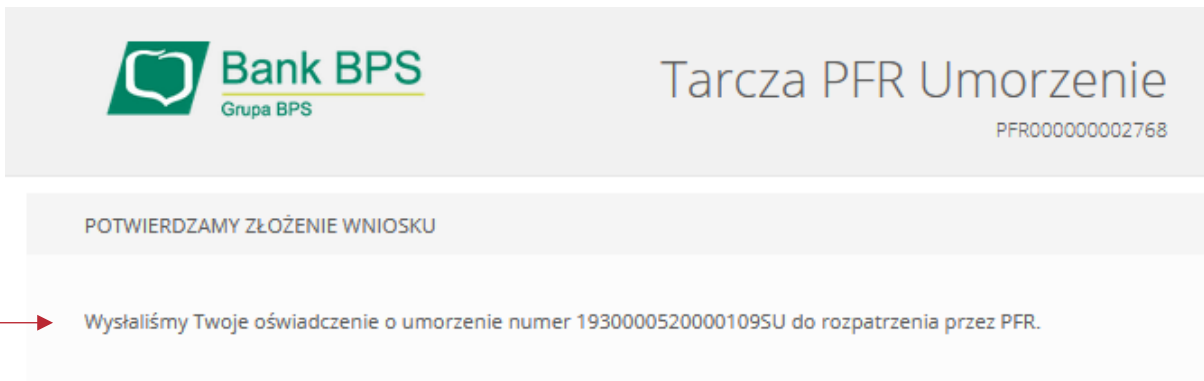 Bank BPS
Grupa BPS
Tarcza PFR Umorzenie
PFR000000002768
POTWIERDZAMY ZŁOŻENIE WNIOSKU
Wysłaliśmy Twoje oświadczenie o umorzenie numer 1930000520000109SU do rozpatrzenia przez PFR.